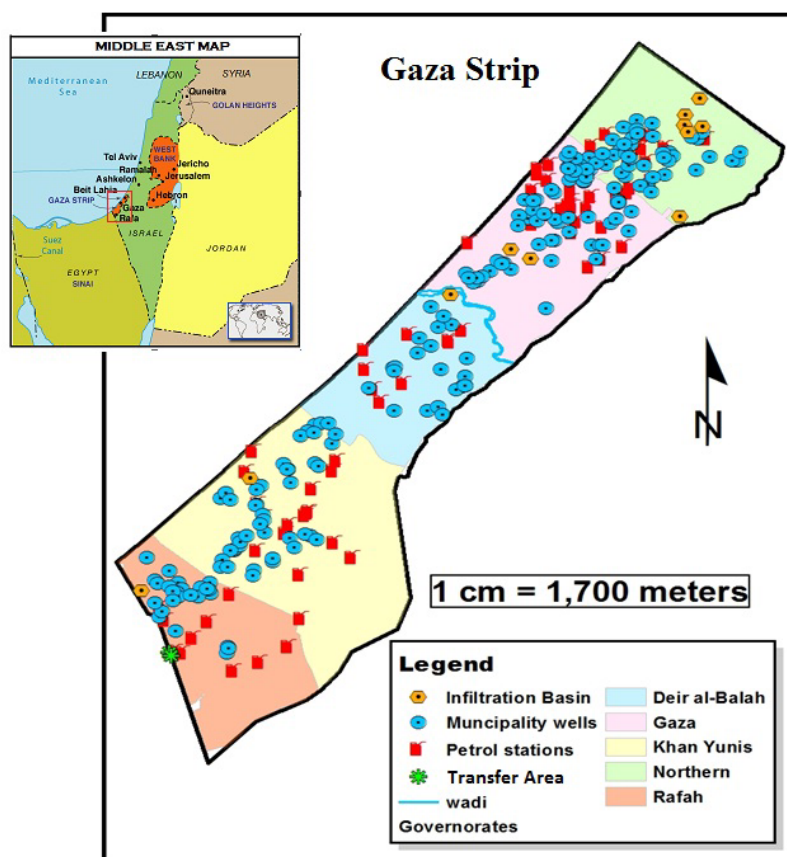 MIDDLE EAST MAP
Mediterranean
Sea
LEBANON
SYRIA
Quneitra
GOLAN HEIGHTS
Tel Aviv
WEST
BANK
Jericho
Ramalah
Jerusalem
Ashkelon
Beit Lahia
Hebron
GAZA STRIP
Gaza
Rafa
ISRAEL
Suez
Canal
JORDAN
EGYPT
SINAI
Gaza Strip
N
1 cm = 1,700 meters
Legend
Infiltration Basin
Muncipality wells
Petrol stations
Transfer Area
wadi
Governorates
Deir al-Balah
Gaza
Khan Yunis
Northern
Rafah